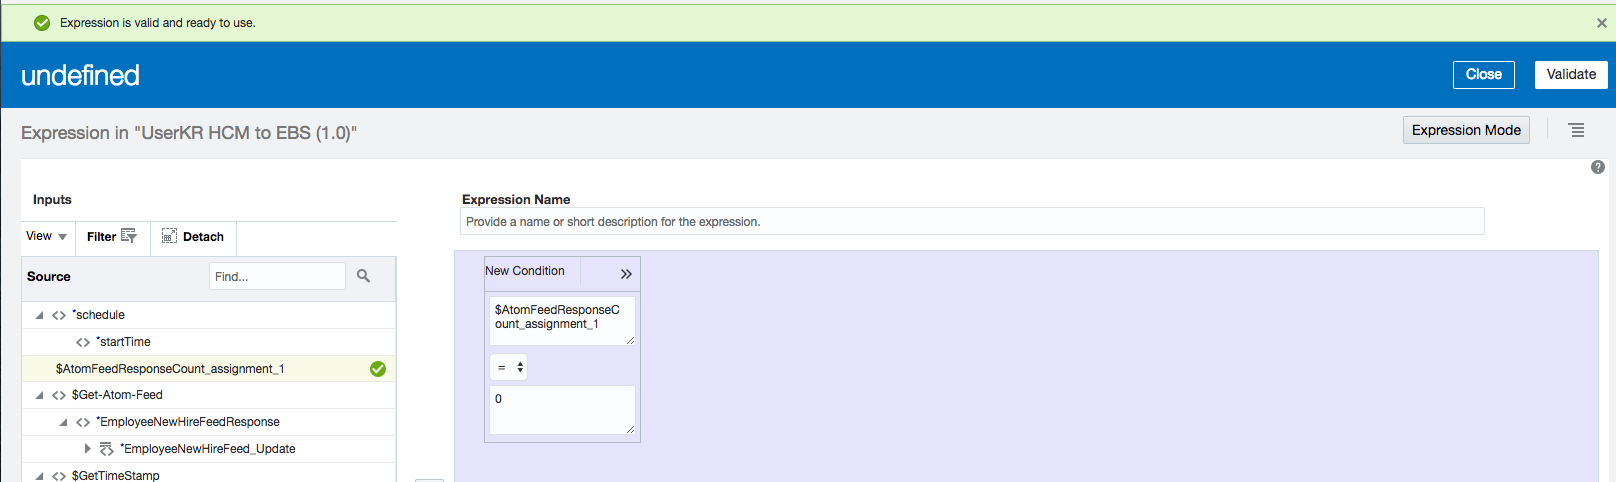 Expression is valid and ready to use.
undefined
Close
Validate
Expression in "UserKR HCM to EBS (1.0)"
Expression Mode
Inputs
View
Filter
Detach
Source
Find...
*schedule
*startTime
$AtomFeedResponseCount_assignment_1
$Get-Atom-Feed
*EmployeeNewHireFeedResponse
*EmployeeNewHireFeed_Update
$GetTimeStamp
Expression Name
Provide a name or short description for the expression.
New Condition
$AtomFeedResponseC
ount_assignment_1
=
0